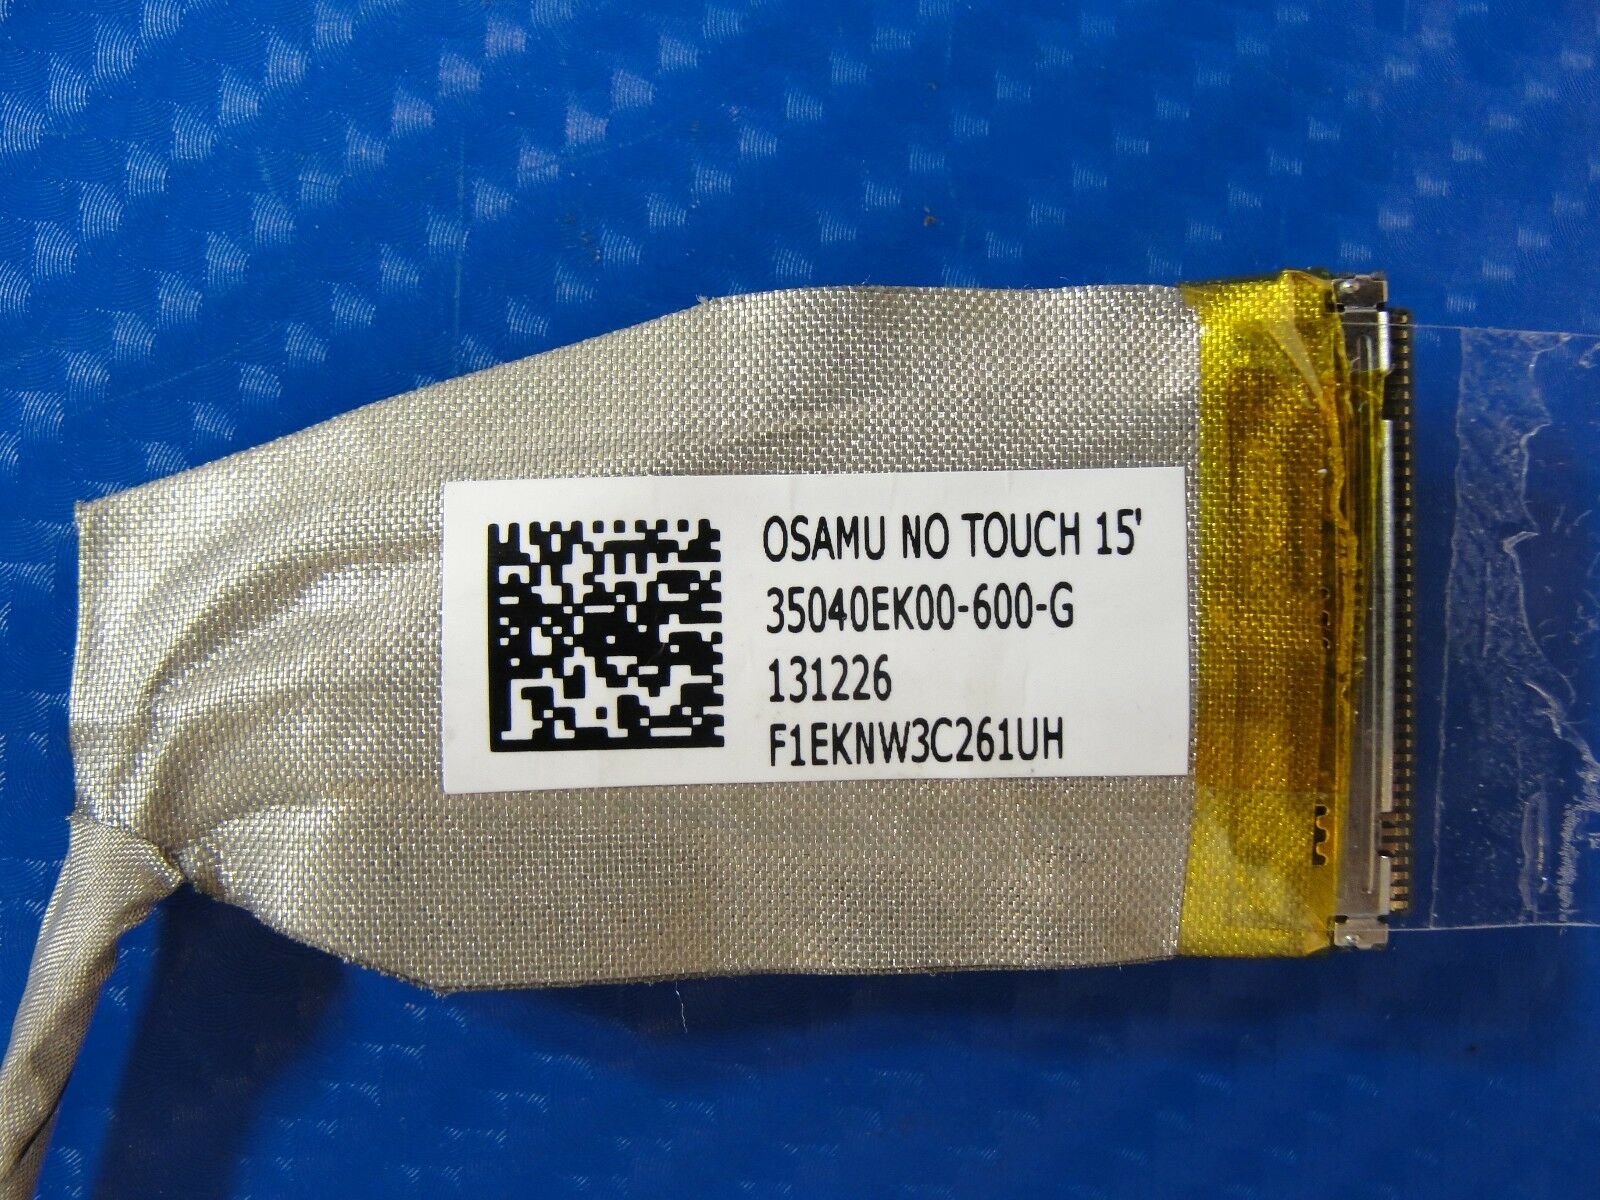 OSAMU NO TOUCH 15'
35040EK00-600-G
131226
F1EKNW3C261UH